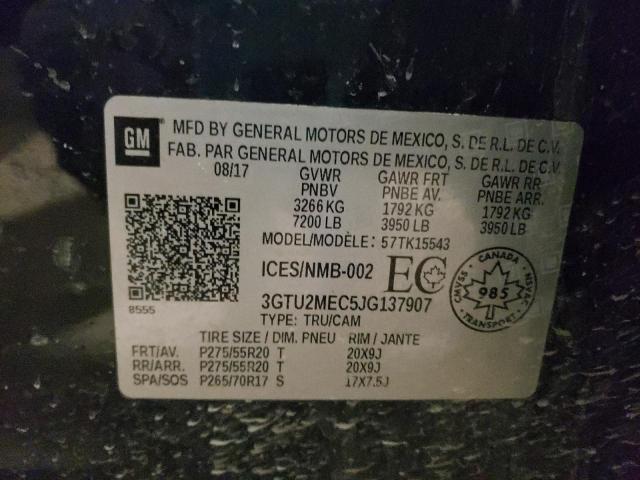 GM
MFD BY GENERAL MOTORS DE MEXICO, S. DE R.L. DE C.V.
FAB. PAR GENERAL MOTORS DE MEXICO, S. DE R.L. DE C.V.
08/17 GVWR GAWR FRT GAWR RR
PNBV PNBE AV. PNBE ARR.
3266 KG 1792 KG 1792 KG
7200 LB 3950 LB 3950 LB
MODEL/MODÈLE: 57TK15543
ICES/NMB-002 EC
CANADA
CMVSS 985 NSVAC
TRANSPORT
3GTU2MEC5JG137907
8555
TYPE: TRU/CAM
TIRE SIZE / DIM. PNEU RIM / JANTE
FRT/AV. P275/55R20 T 20X9J
RR/ARR. P275/55R20 T 20X9J
SPA/SOS P265/70R17 S 17X7.5J